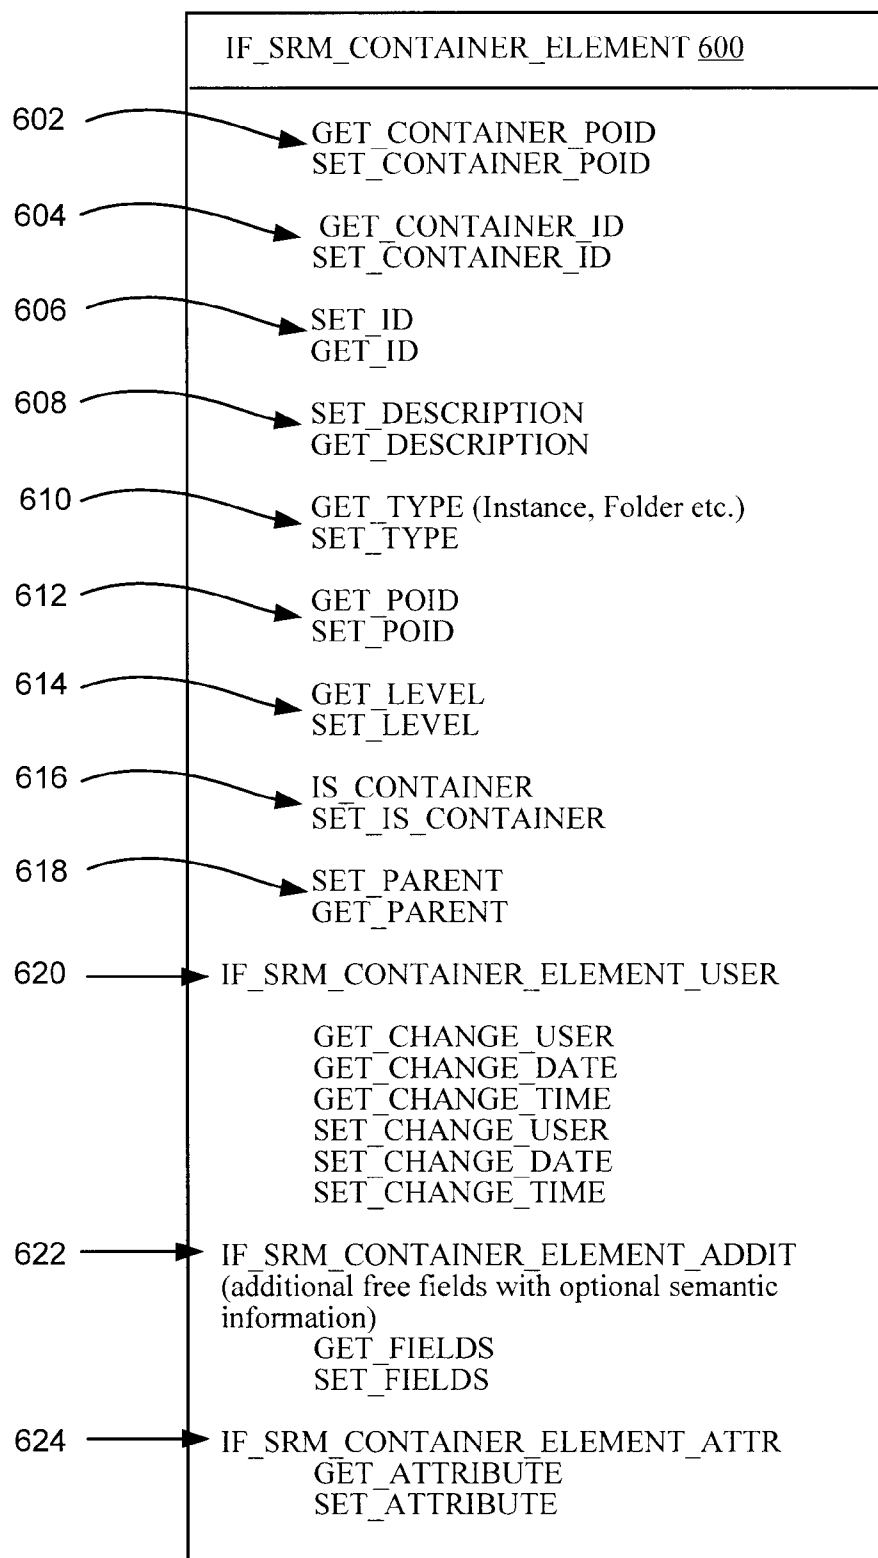 IF_SRM_CONTAINER_ELEMENT 600
602
GET_CONTAINER_POID
SET_CONTAINER_POID
604
GET_CONTAINER_ID
SET_CONTAINER_ID
606
SET_ID
GET_ID
608
SET_DESCRIPTION
GET_DESCRIPTION
610
GET_TYPE (Instance, Folder etc.)
SET_TYPE
612
GET_POID
SET_POID
614
GET_LEVEL
SET_LEVEL
616
IS_CONTAINER
SET_IS_CONTAINER
618
SET_PARENT
GET_PARENT
620
IF_SRM_CONTAINER_ELEMENT_USER
GET_CHANGE_USER
GET_CHANGE_DATE
GET_CHANGE_TIME
SET_CHANGE_USER
SET_CHANGE_DATE
SET_CHANGE_TIME
622
IF_SRM_CONTAINER_ELEMENT_ADDIT
(additional free fields with optional semantic
information)
GET_FIELDS
SET_FIELDS
624
IF_SRM_CONTAINER_ELEMENT_ATTR
GET_ATTRIBUTE
SET_ATTRIBUTE